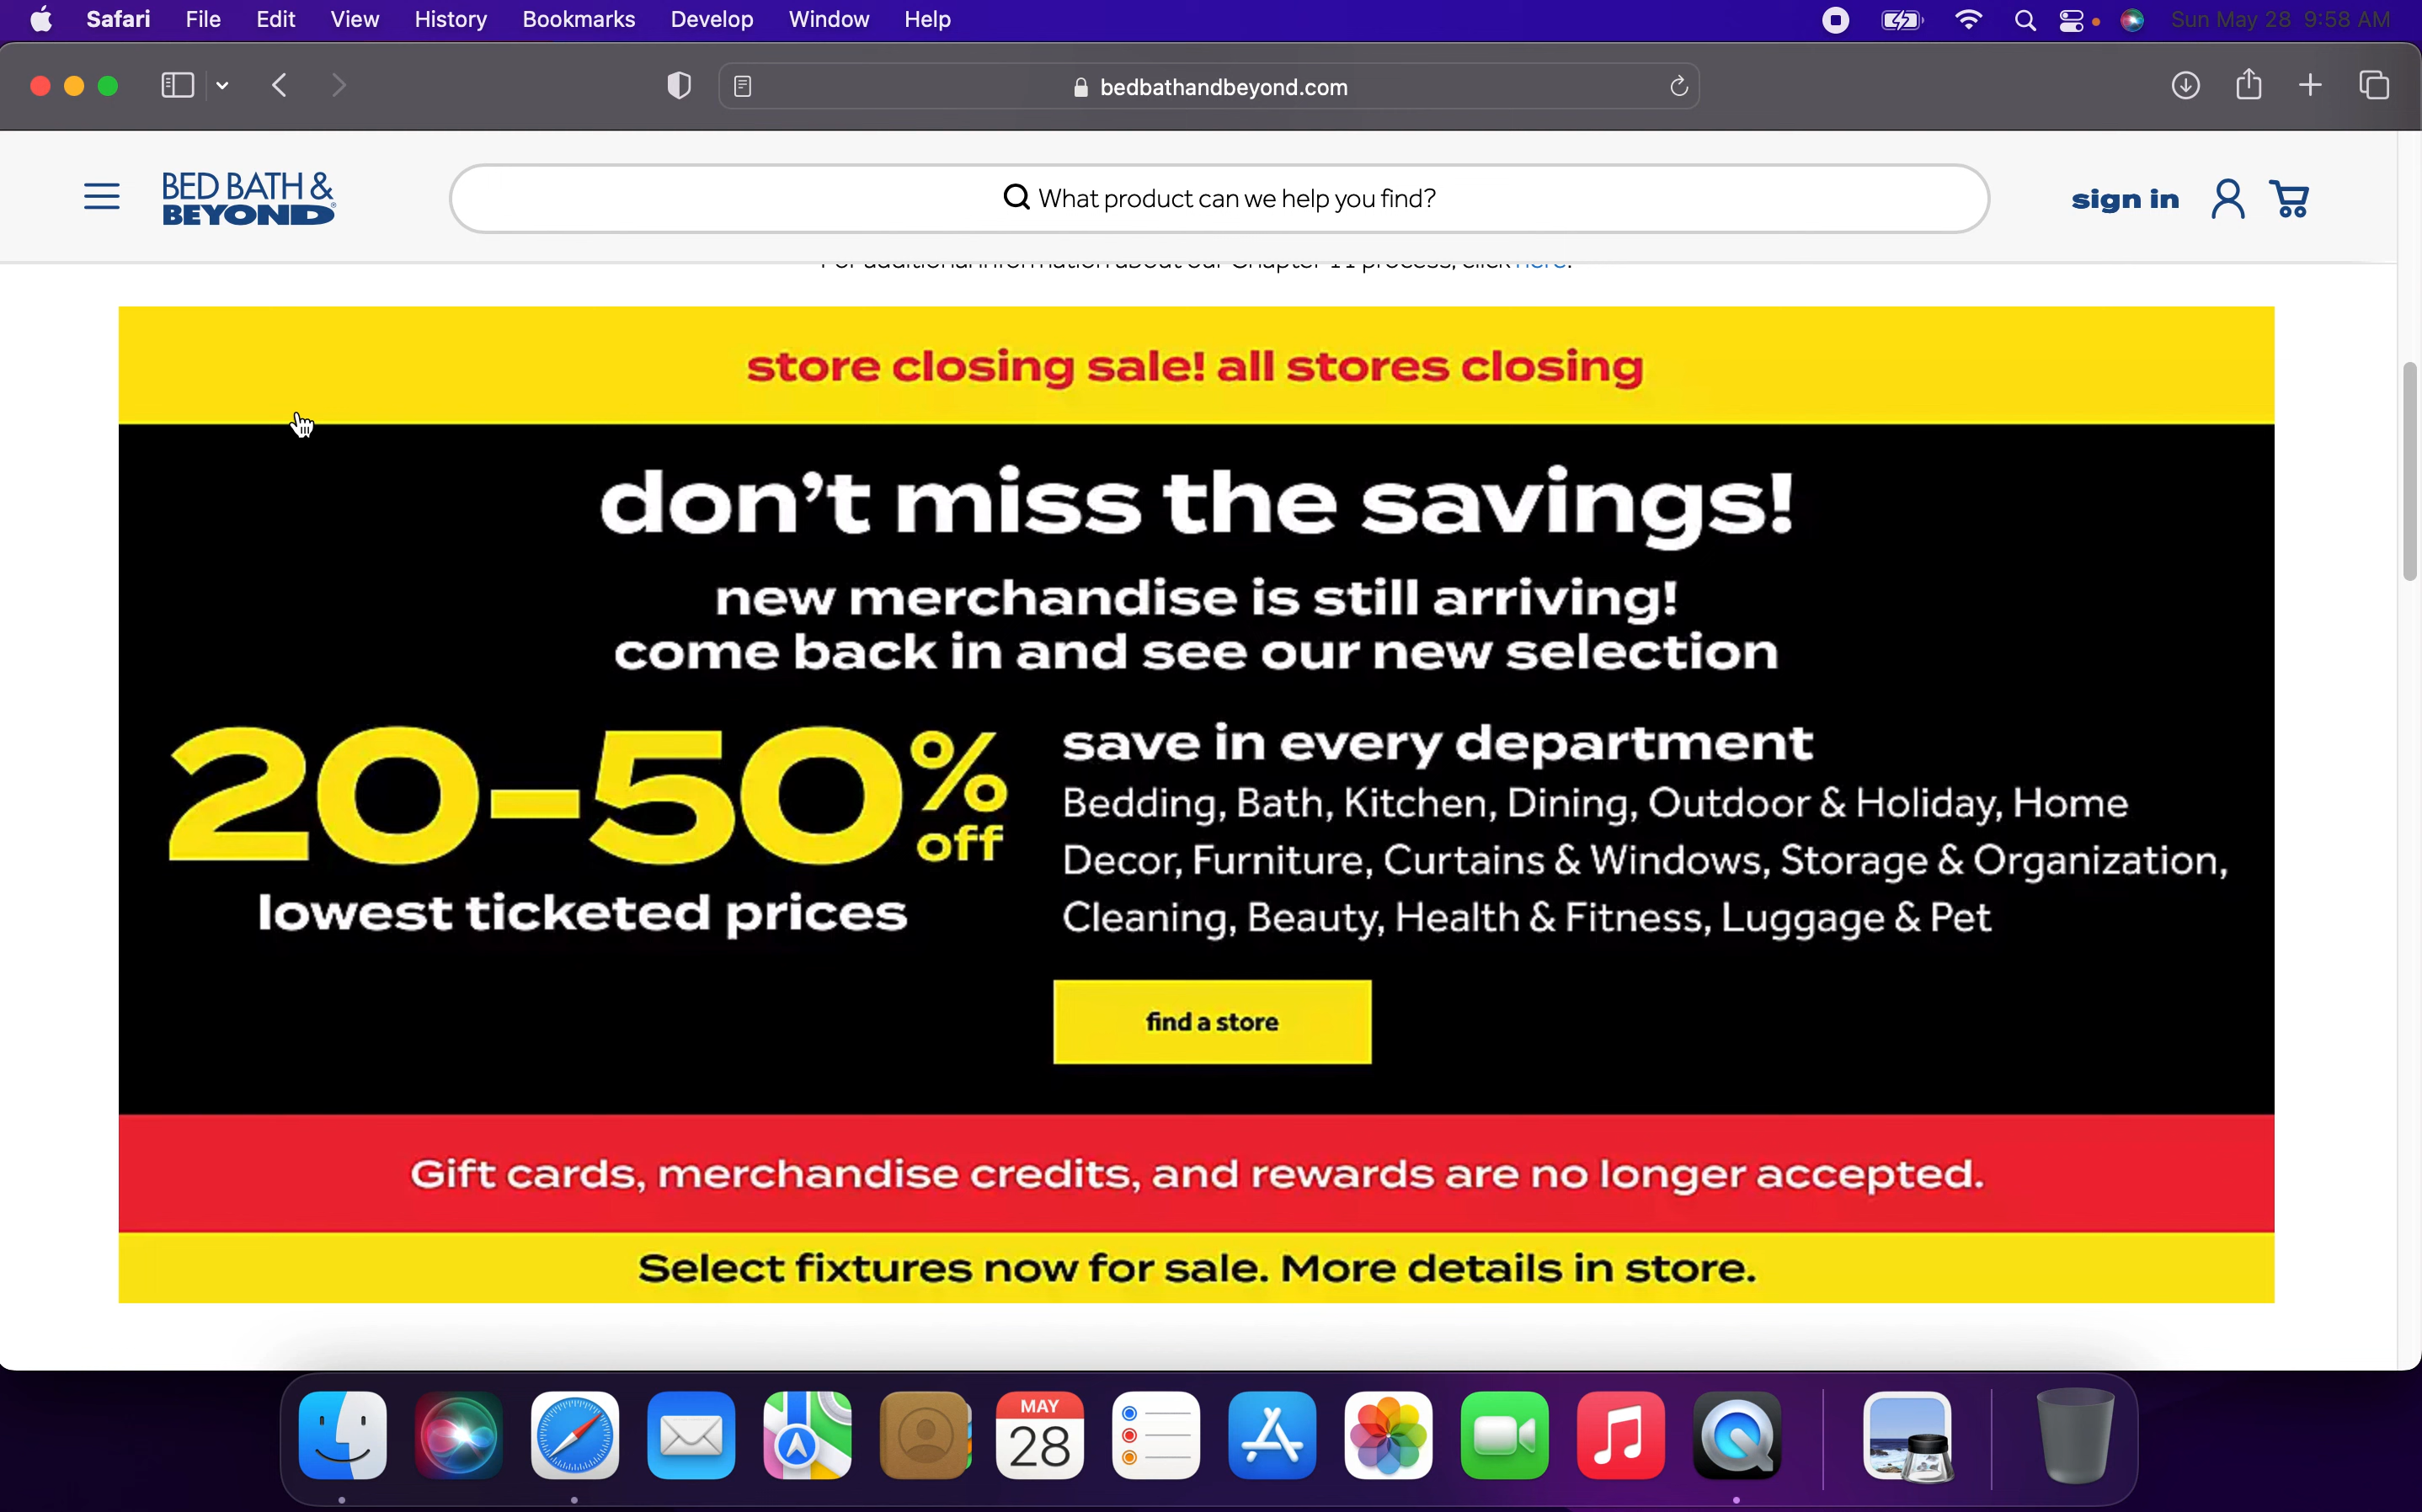 Safari File Edit View History Bookmarks Develop Window Help Sun May 28 9:58 AM
bedbathandbeyond.com
BED BATH &
BEYOND®
What product can we help you find?
sign in
For additional information about our Chapter 11 process, click here.
store closing sale! all stores closing
don't miss the savings!
new merchandise is still arriving!
come back in and see our new selection
20-50% off
lowest ticketed prices
save in every department
Bedding, Bath, Kitchen, Dining, Outdoor & Holiday, Home
Decor, Furniture, Curtains & Windows, Storage & Organization,
Cleaning, Beauty, Health & Fitness, Luggage & Pet
find a store
Gift cards, merchandise credits, and rewards are no longer accepted.
Select fixtures now for sale. More details in store.
MAY
28